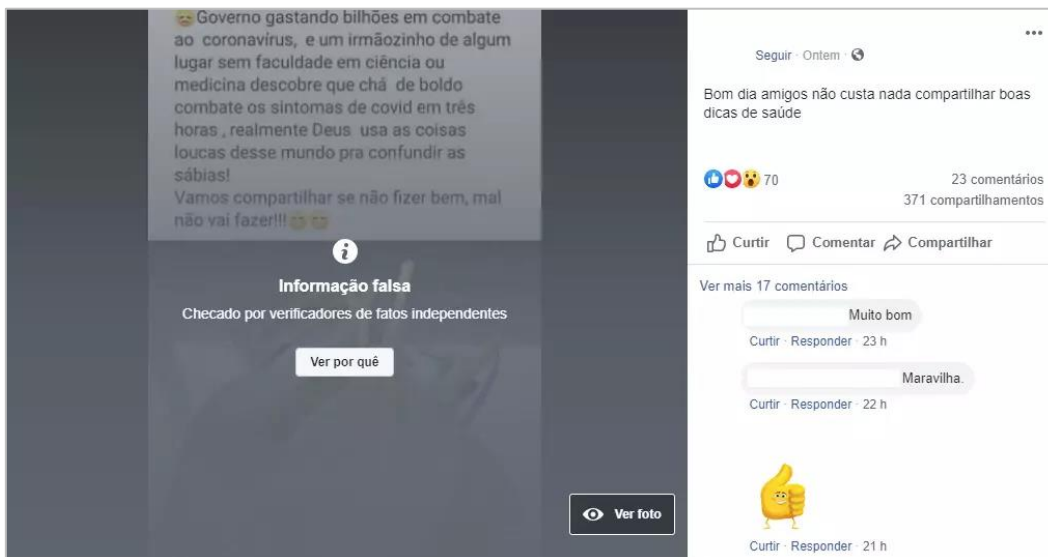 Governo gastando bilhões em combate
ao coronavírus, e um irmãozinho de algum
lugar sem faculdade em ciência ou
medicina descobre que chá de boldo
combate os sintomas de covid em três
horas , realmente Deus usa as coisas
loucas desse mundo pra confundir as
sábias!
Vamos compartilhar se não fizer bem, mal
não vai fazer!!!
Informação falsa
Checado por verificadores de fatos independentes
Ver por quê
Ver foto
Seguir · Ontem ·
Bom dia amigos não custa nada compartilhar boas
dicas de saúde
70
23 comentários
371 compartilhamentos
Curtir Comentar Compartilhar
Ver mais 17 comentários
Muito bom
Curtir · Responder · 23 h
Maravilha.
Curtir · Responder · 22 h
Curtir · Responder · 21 h